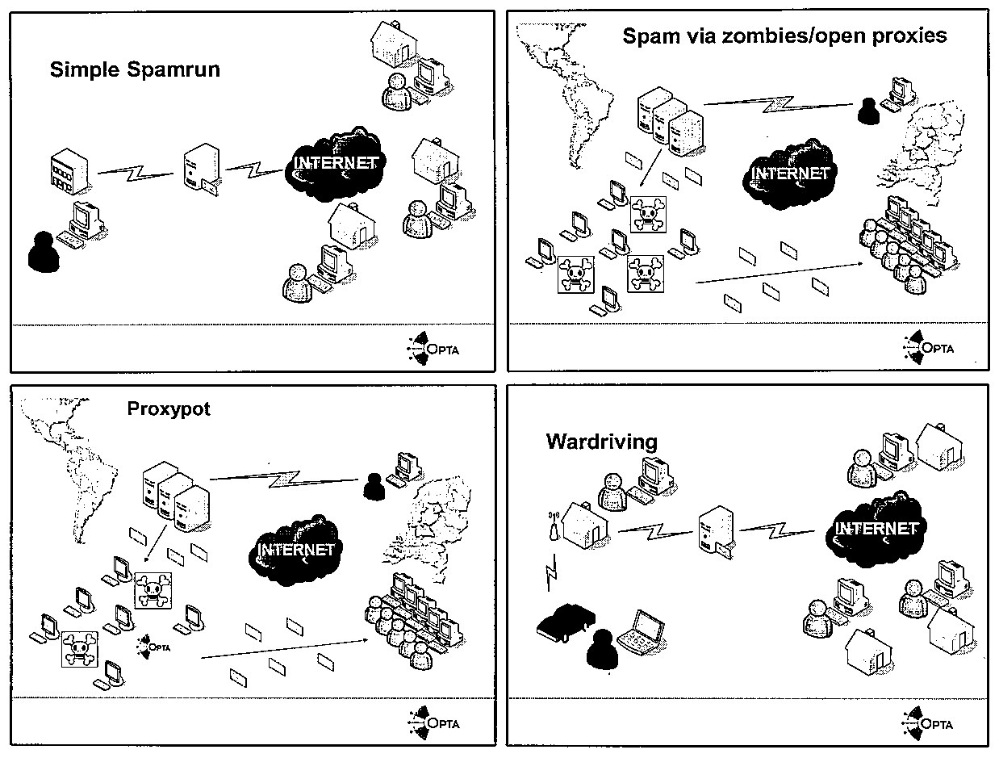 Simple Spamrun
INTERNET
OPTA
Spam via zombies/open proxies
INTERNET
OPTA
Proxypot
INTERNET
OPTA
OPTA
Wardriving
INTERNET
OPTA